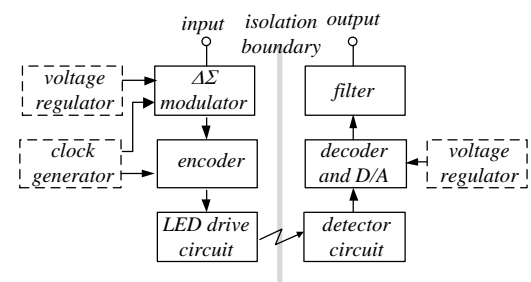 input
isolation
boundary
output
voltage
regulator
ΔΣ
modulator
filter
clock
generator
encoder
decoder
and D/A
voltage
regulator
LED drive
circuit
detector
circuit